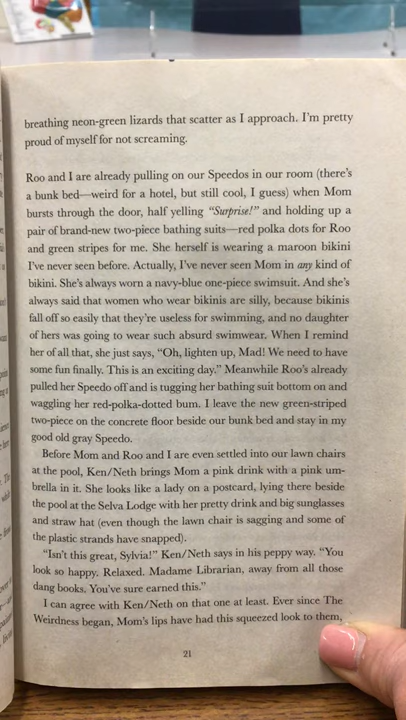 breathing neon-green lizards that scatter as I approach. I'm pretty
proud of myself for not screaming.
Roo and I are already pulling on our Speedos in our room (there's
a bunk bed—weird for a hotel, but still cool, I guess) when Mom
bursts through the door, half yelling "Surprise!" and holding up a
pair of brand-new two-piece bathing suits—red polka dots for Roo
and green stripes for me. She herself is wearing a maroon bikini
I've never seen before. Actually, I've never seen Mom in any kind of
bikini. She's always worn a navy-blue one-piece swimsuit. And she's
always said that women who wear bikinis are silly, because bikinis
fall off so easily that they're useless for swimming, and no daughter
of hers was going to wear such absurd swimwear. When I remind
her of all that, she just says, "Oh, lighten up, Mad! We need to have
some fun finally. This is an exciting day." Meanwhile Roo's already
pulled her Speedo off and is tugging her bathing suit bottom on and
waggling her red-polka-dotted bum. I leave the new green-striped
two-piece on the concrete floor beside our bunk bed and stay in my
good old gray Speedo.
Before Mom and Roo and I are even settled into our lawn chairs
at the pool, Ken/Neth brings Mom a pink drink with a pink um-
brella in it. She looks like a lady on a postcard, lying there beside
the pool at the Selva Lodge with her pretty drink and big sunglasses
and straw hat (even though the lawn chair is sagging and some of
the plastic strands have snapped).
"Isn't this great, Sylvia!" Ken/Neth says in his peppy way. "You
look so happy. Relaxed. Madame Librarian, away from all those
dang books. You've sure earned this."
I can agree with Ken/Neth on that one at least. Ever since The
Weirdness began, Mom's lips have had this squeezed look to them,
21